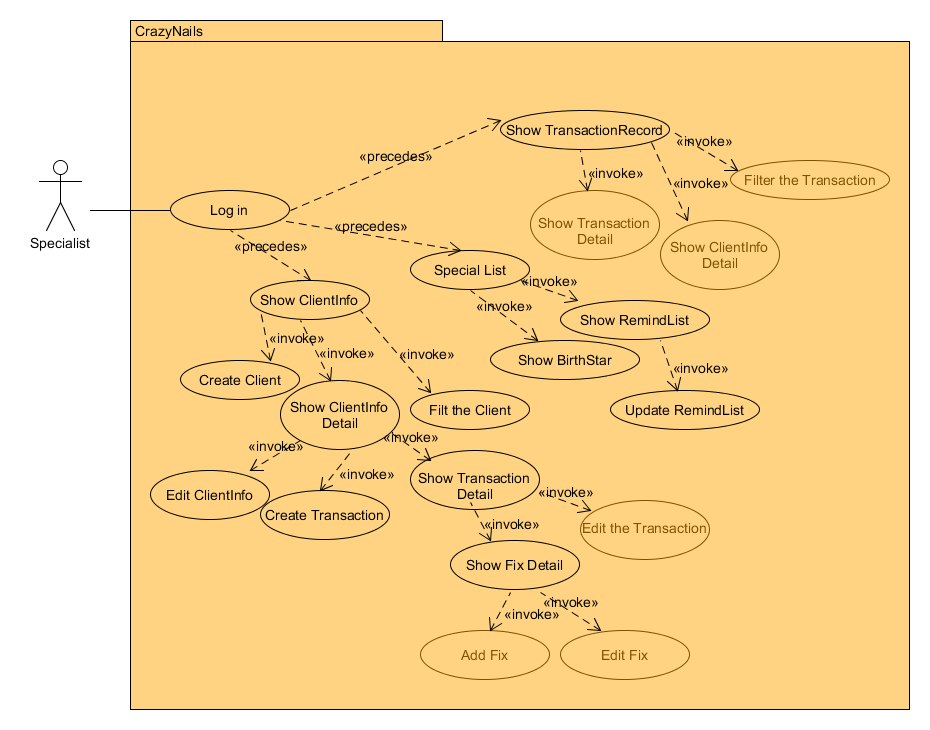 CrazyNails
Show TransactionRecord
«invoke»
«precedes»
«invoke»
«invoke»
Filter the Transaction
Log in
Show Transaction
Detail
Specialist
«precedes»
«precedes»
Show ClientInfo
Detail
Special List
«invoke»
Show ClientInfo
«invoke»
Show RemindList
«invoke»
«invoke»
«invoke»
Show BirthStar
«invoke»
Create Client
Show ClientInfo
Detail
Filt the Client
Update RemindList
«invoke»
«invoke»
«invoke»
Show Transaction
Detail
Edit ClientInfo
«invoke»
Create Transaction
«invoke»
Edit the Transaction
Show Fix Detail
«invoke»
«invoke»
Add Fix
Edit Fix